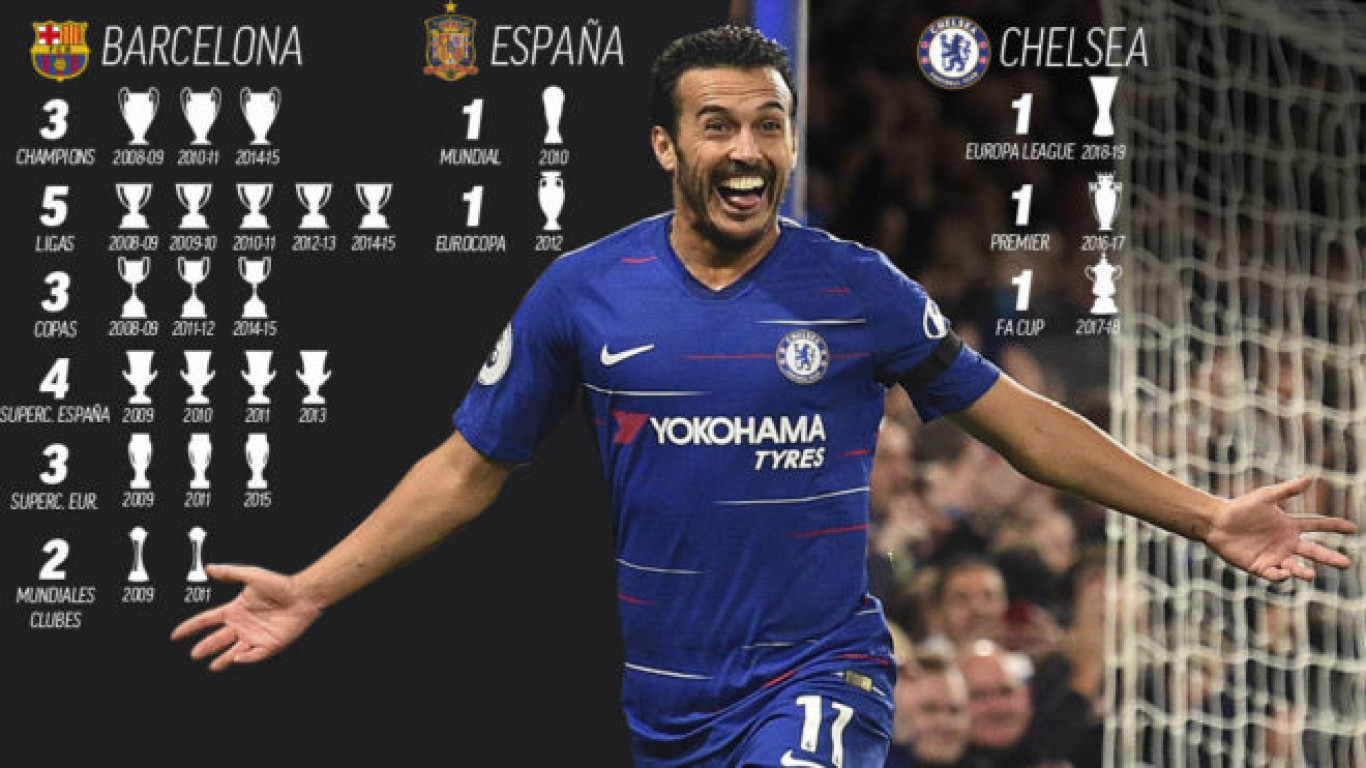 BARCELONA
3
CHAMPIONS 2008-09 2010-11 2014-15
5
LIGAS 2008-09 2009-10 2010-11 2012-13 2014-15
3
COPAS 2008-09 2011-12 2014-15
4
SUPERC. ESPAÑA 2009 2010 2011 2013
3
SUPERC. EUR. 2009 2011 2015
2
MUNDIALES 2009 2011
CLUBES
ESPAÑA
1
MUNDIAL 2010
1
EUROCOPA 2012
CHELSEA
1
EUROPA LEAGUE 2018-19
1
PREMIER 2016-17
1
FA CUP 2017-18
YOKOHAMA
TYRES
11